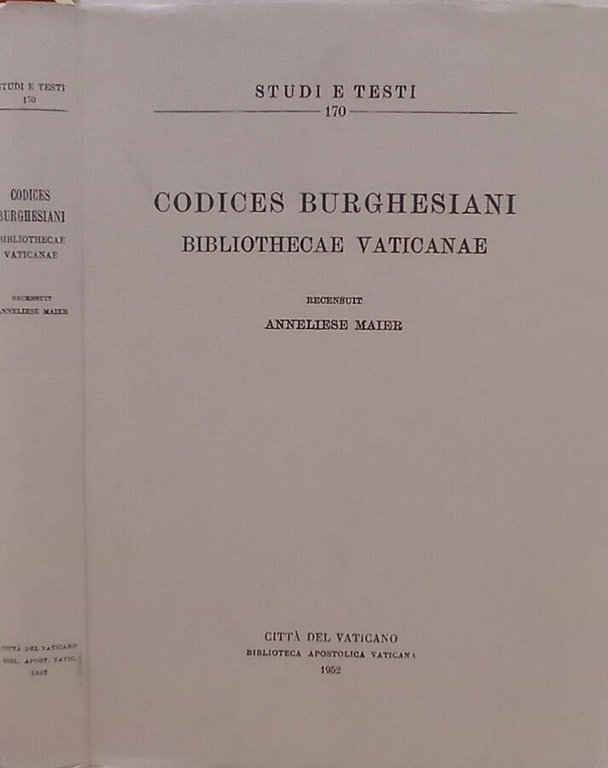 STUDI E TESTI
170
CODICES
BURGHESIANI
BIBLIOTHECAE
VATICANAE
RECENSUIT
ANNELIESE MAIER
CITTÀ DEL VATICANO
BIBL. APOST. VATIC.
1952
STUDI E TESTI
170
CODICES BURGHESIANI
BIBLIOTHECAE VATICANAE
RECENSUIT
ANNELIESE MAIER
CITTÀ DEL VATICANO
BIBLIOTECA APOSTOLICA VATICANA
1952